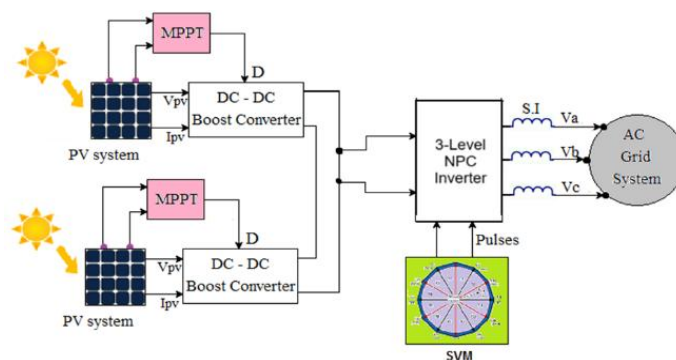 MPPT
D
Vpv
Ipv
DC - DC
Boost Converter
PV system
MPPT
D
Vpv
Ipv
DC - DC
Boost Converter
PV system
3-Level
NPC
Inverter
S.I
Va
Vb
Vc
AC
Grid
System
Pulses
SVM